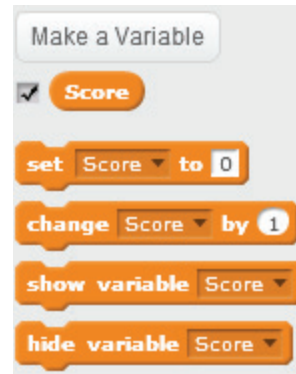 Make a Variable
Score
set Score to 0
change Score by 1
show variable Score
hide variable Score